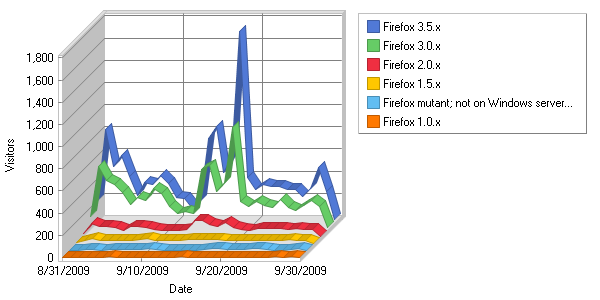 Firefox 3.5.x
Firefox 3.0.x
Firefox 2.0.x
Firefox 1.5.x
Firefox mutant; not on Windows server...
Firefox 1.0.x
1,800
1,600
1,400
1,200
1,000
800
600
400
200
0
Visitors
8/31/2009 9/10/2009 9/20/2009 9/30/2009
Date